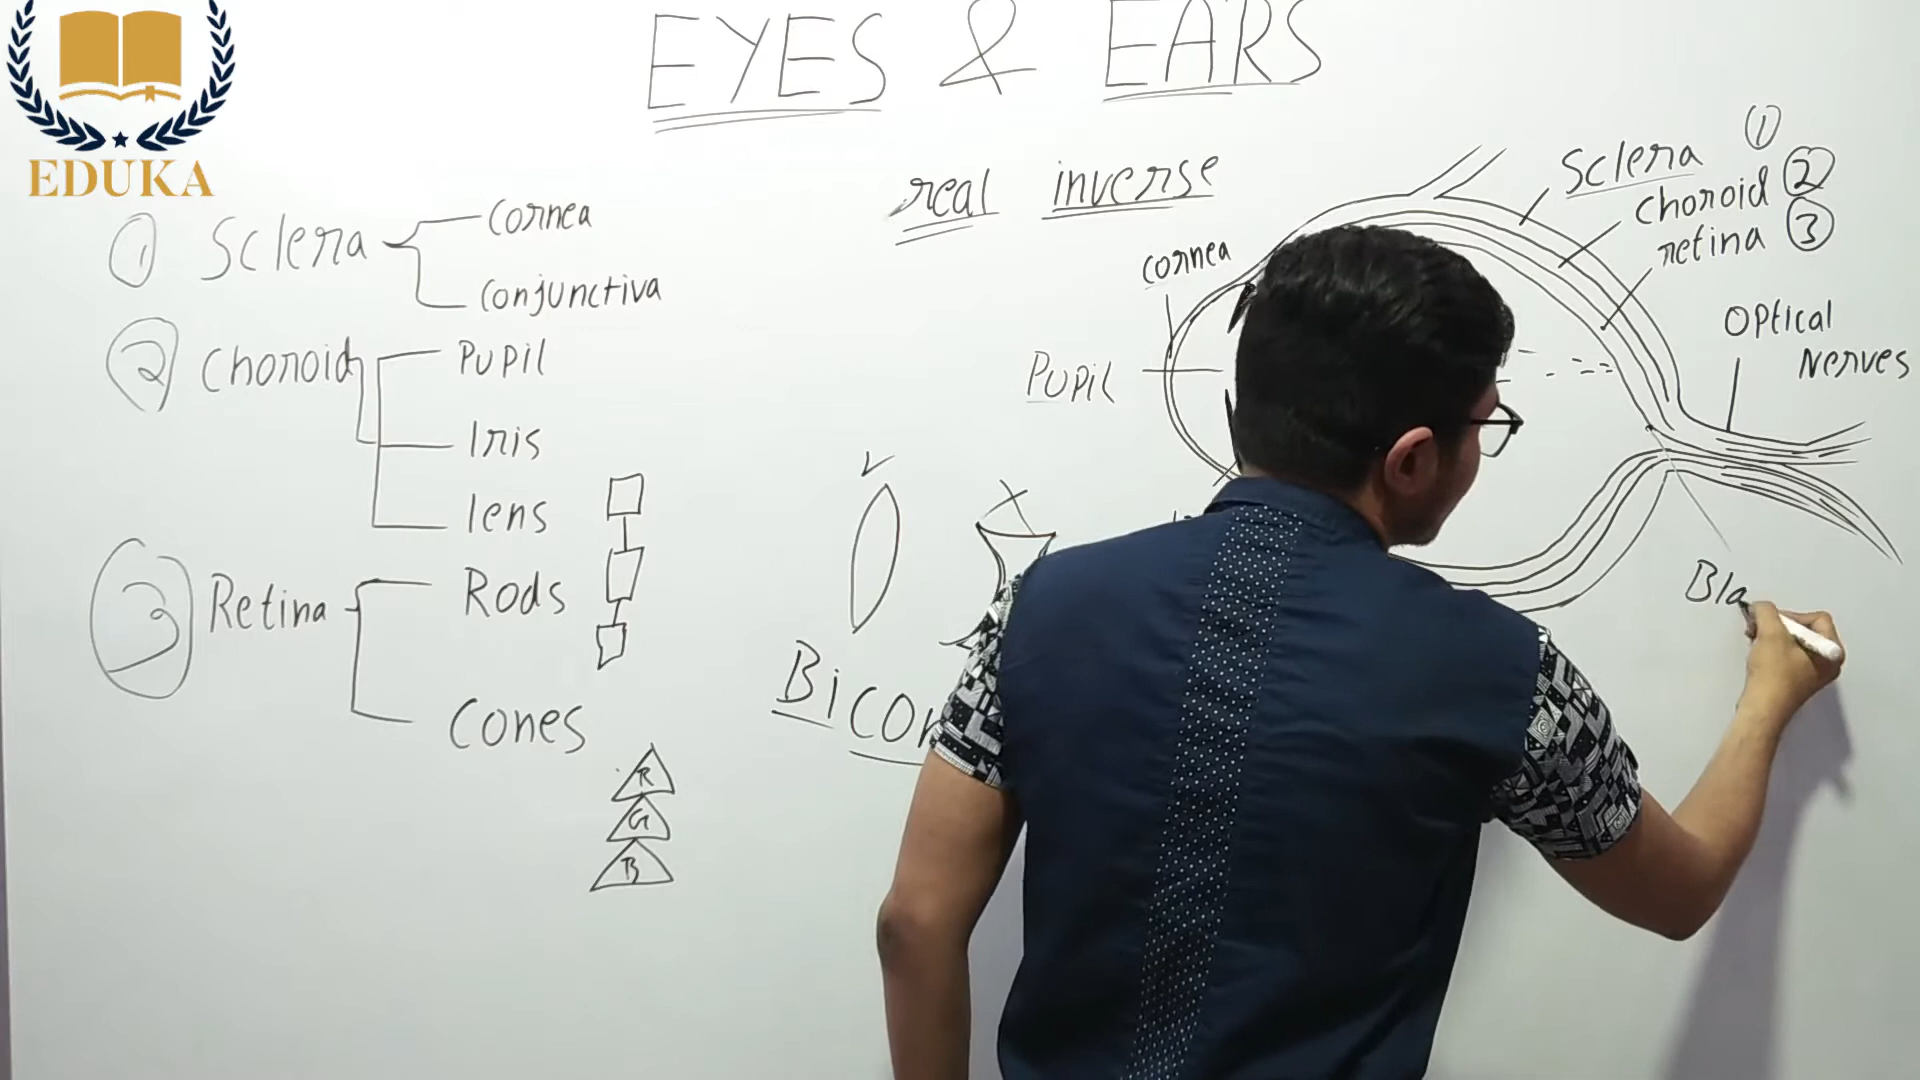 EDUKA
EYES & EARS
real inverse
① Sclera
Cornea
Conjunctiva
② Choroid
Pupil
Iris
lens
③ Retina
Rods
Cones
R
G
B
Sclera ①
choroid ②
retina ③
cornea
Pupil
Optical
Nerves
Bla